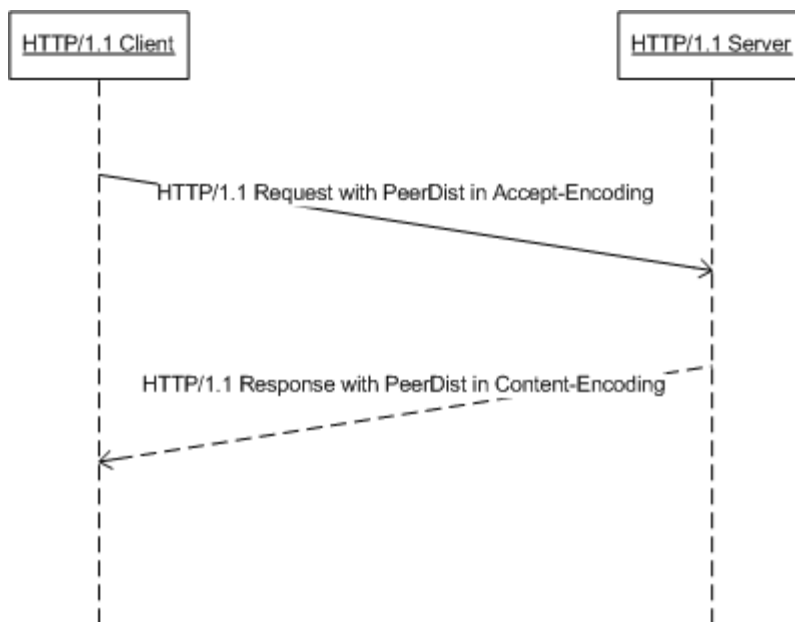 HTTP/1.1 Client
HTTP/1.1 Server
HTTP/1.1 Request with PeerDist in Accept-Encoding
HTTP/1.1 Response with PeerDist in Content-Encoding